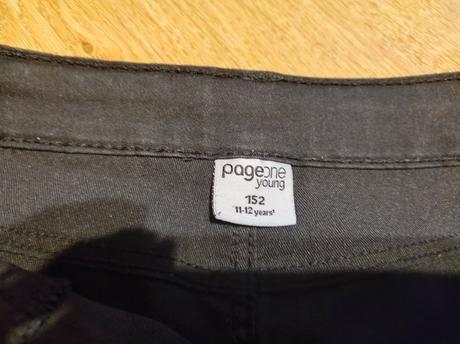 pageone
young
152
11-12 years'